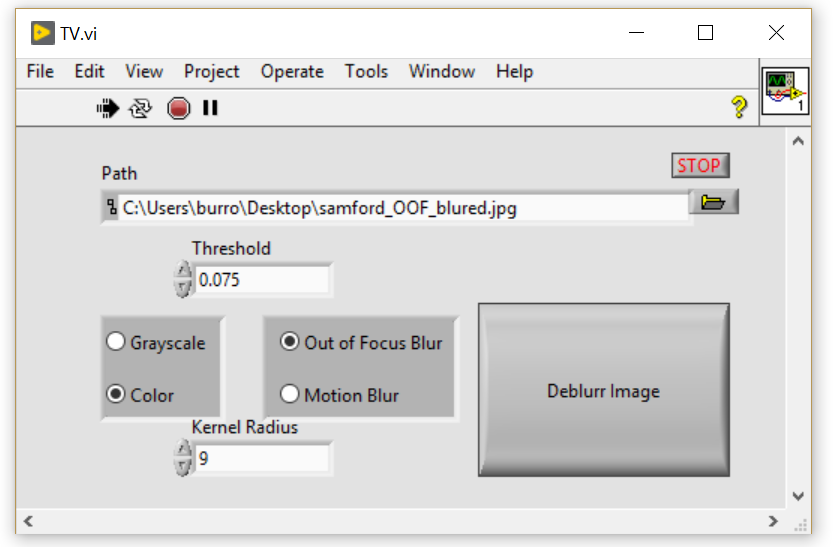 TV.vi
File Edit View Project Operate Tools Window Help
1
STOP
Path
C:\Users\burro\Desktop\samford_OOF_blured.jpg
Threshold
0.075
Grayscale
Out of Focus Blur
Color
Motion Blur
Deblurr Image
Kernel Radius
9